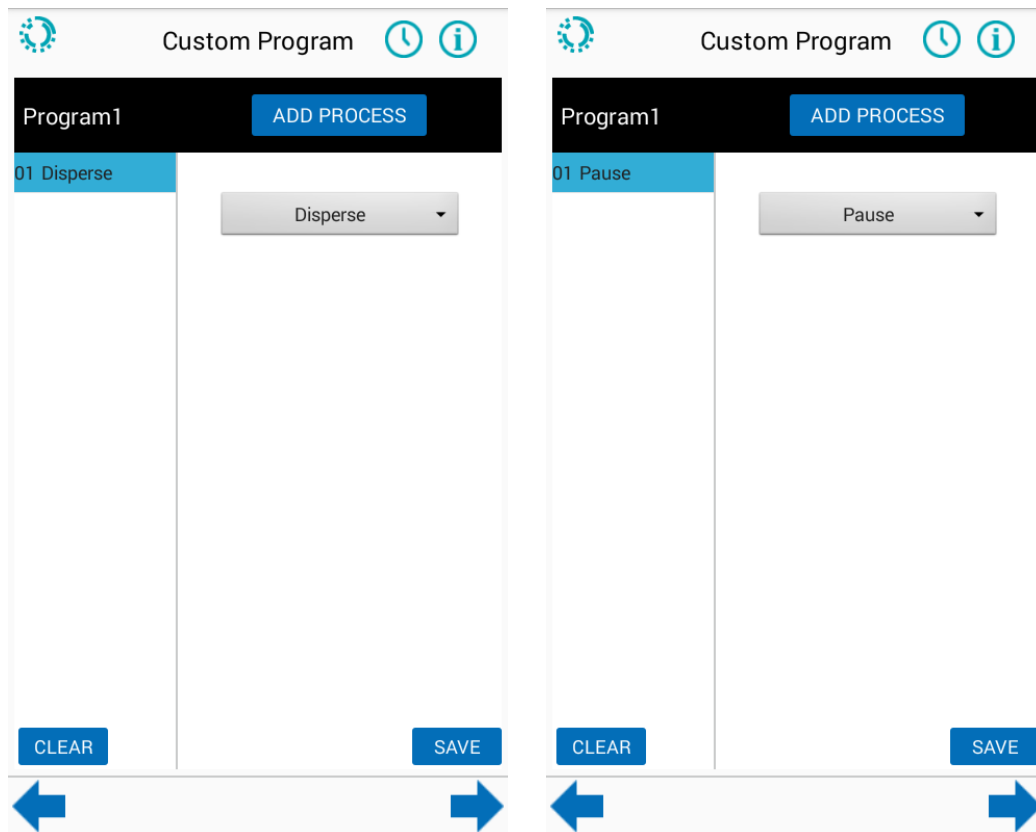 Custom Program
Program1
ADD PROCESS
01 Disperse
Disperse
CLEAR
SAVE
Custom Program
Program1
ADD PROCESS
01 Pause
Pause
CLEAR
SAVE